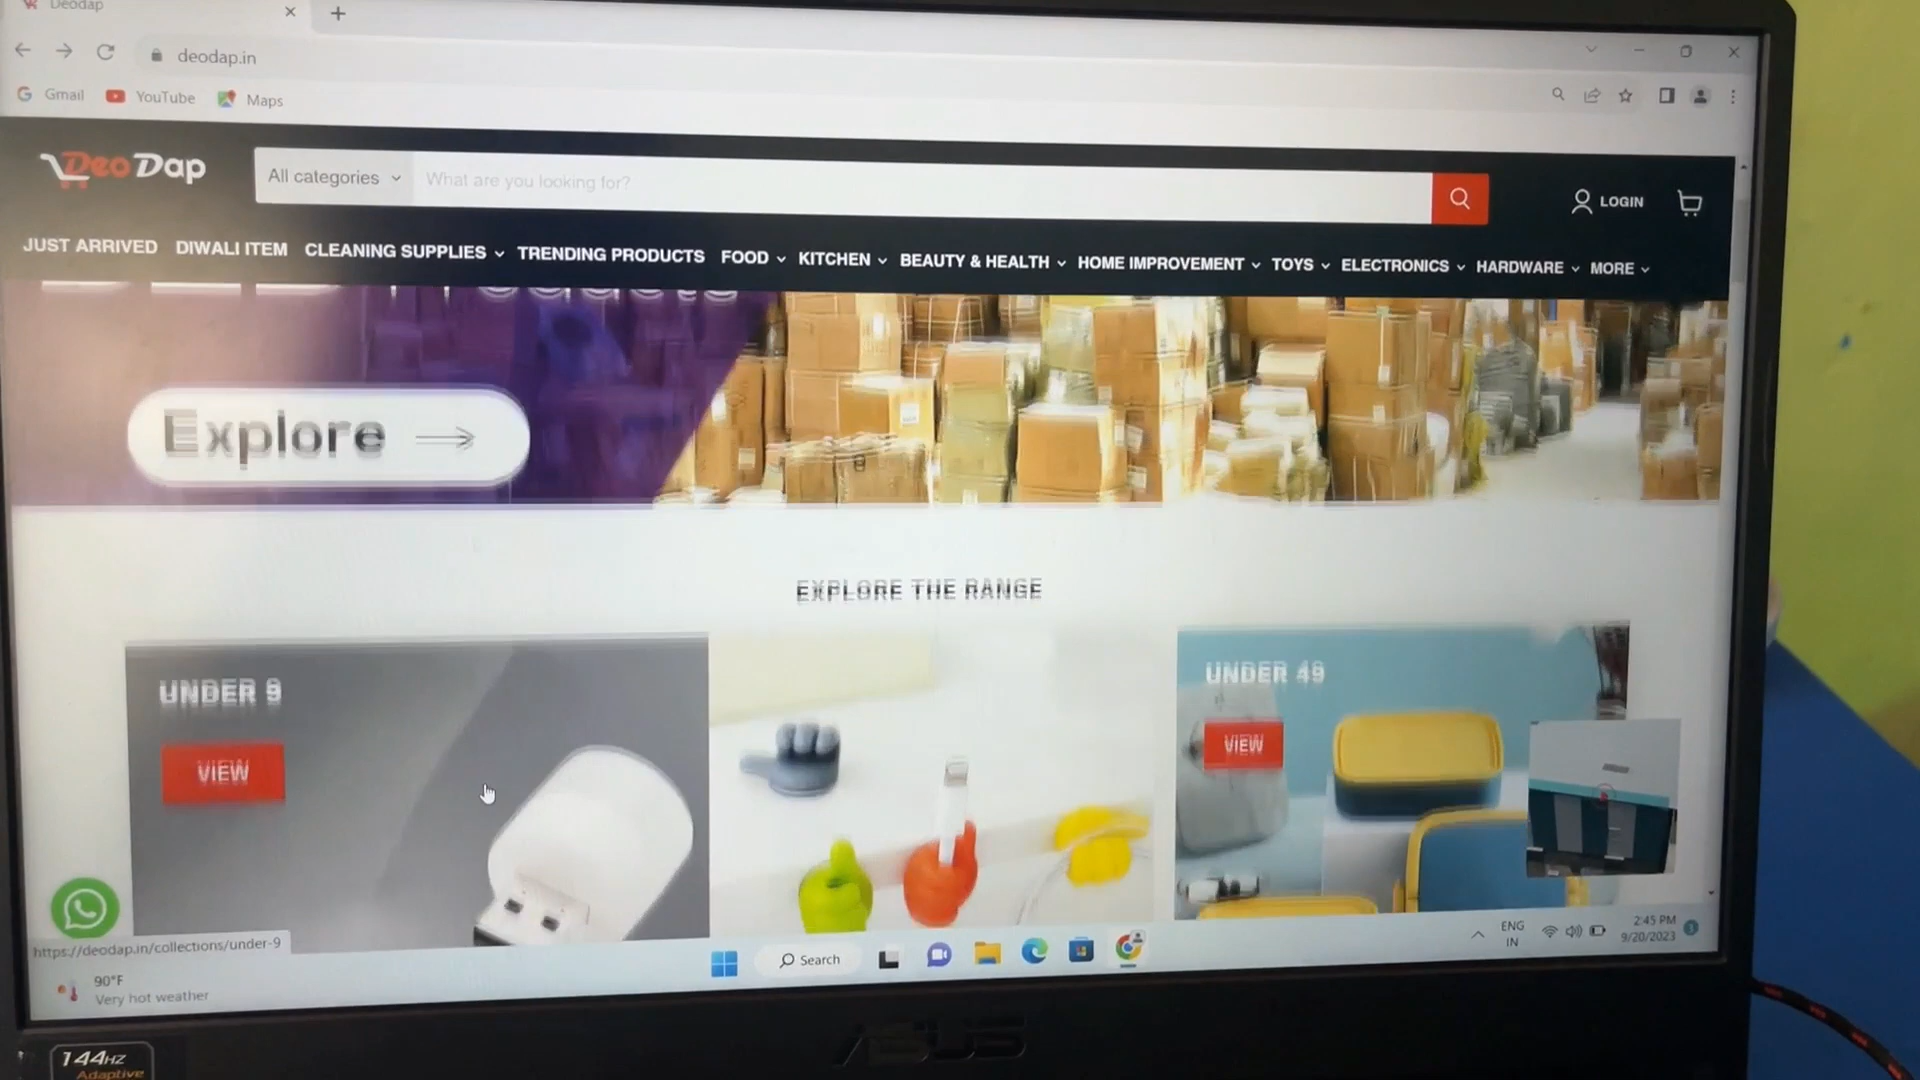 Deodap
deodap.in
Gmail YouTube Maps
DeoDap
All categories What are you looking for?
LOGIN
JUST ARRIVED DIWALI ITEM CLEANING SUPPLIES TRENDING PRODUCTS FOOD KITCHEN BEAUTY & HEALTH HOME IMPROVEMENT TOYS ELECTRONICS HARDWARE MORE
Explore
EXPLORE THE RANGE
UNDER 9
VIEW
UNDER 49
VIEW
https://deodap.in/collections/under-9
90°F
Very hot weather
Search
ENG
IN
2:45 PM
9/20/2023
ASUS
144HZ
Adaptive